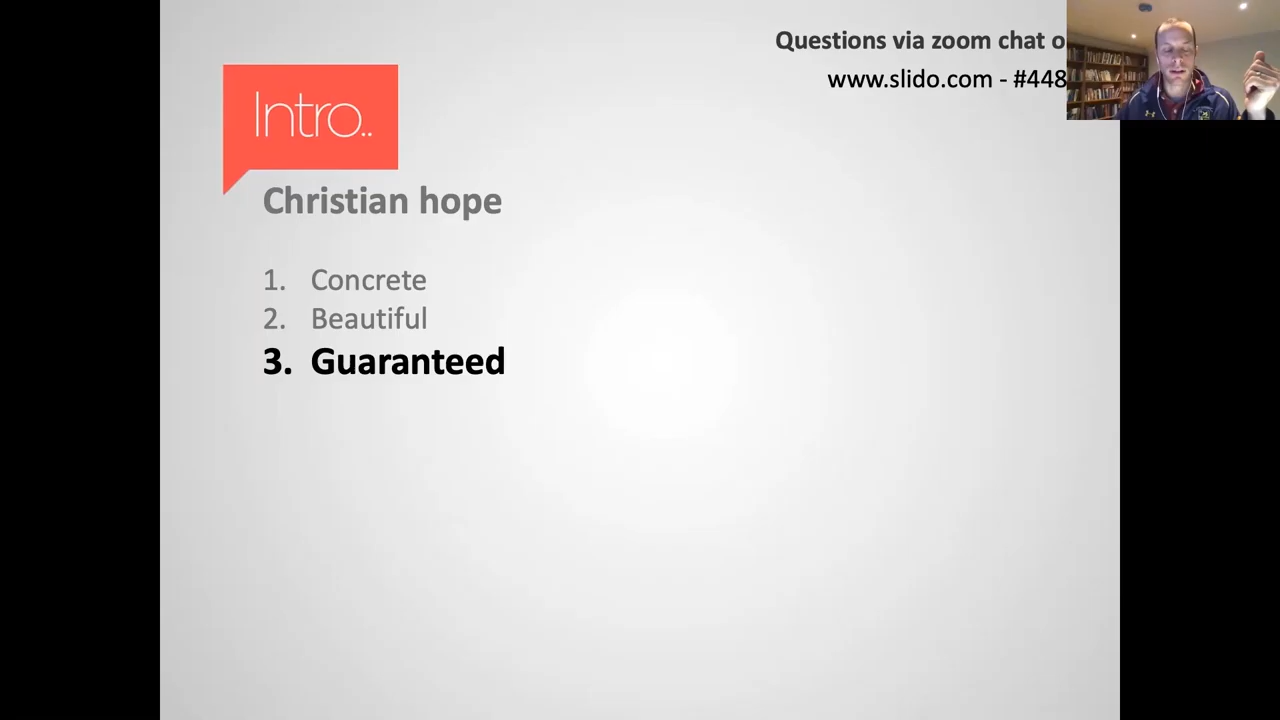 Questions via zoom chat o
www.slido.com - #448
Intro..
Christian hope
1. Concrete
2. Beautiful
3. Guaranteed